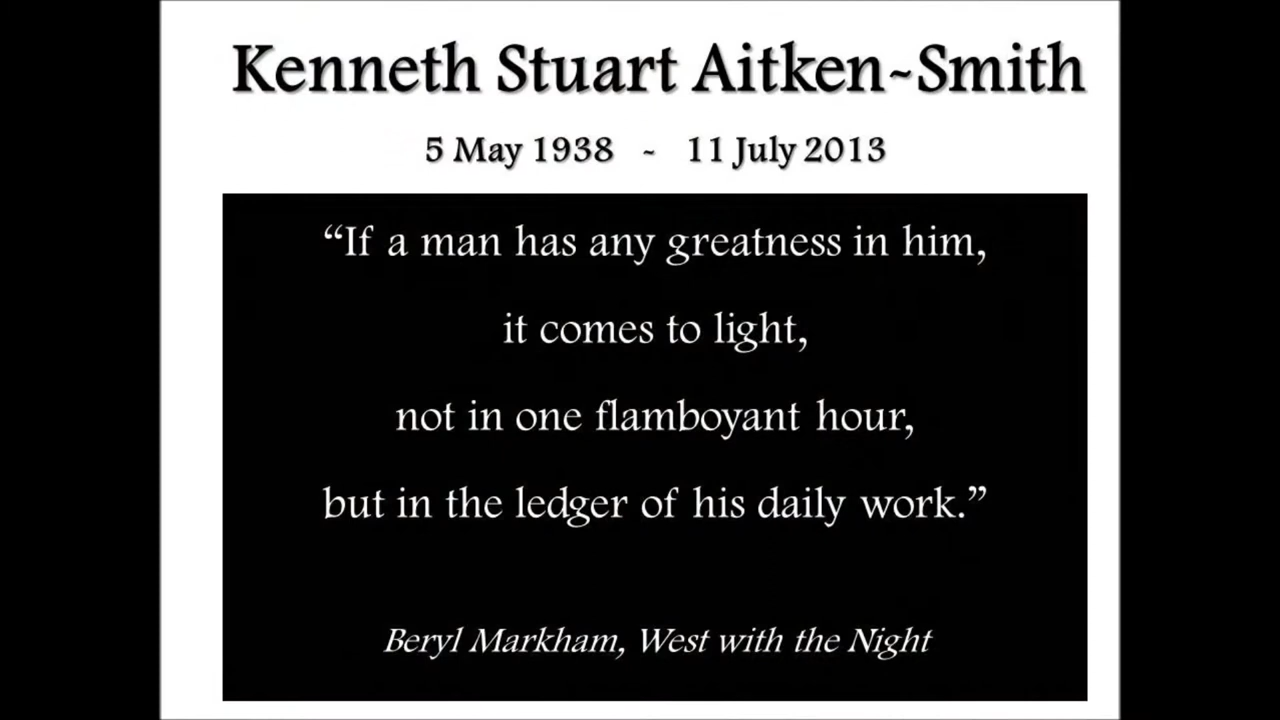 Kenneth Stuart Aitken-Smith
5 May 1938 - 11 July 2013
“If a man has any greatness in him,
it comes to light,
not in one flamboyant hour,
but in the ledger of his daily work.”
Beryl Markham, West with the Night